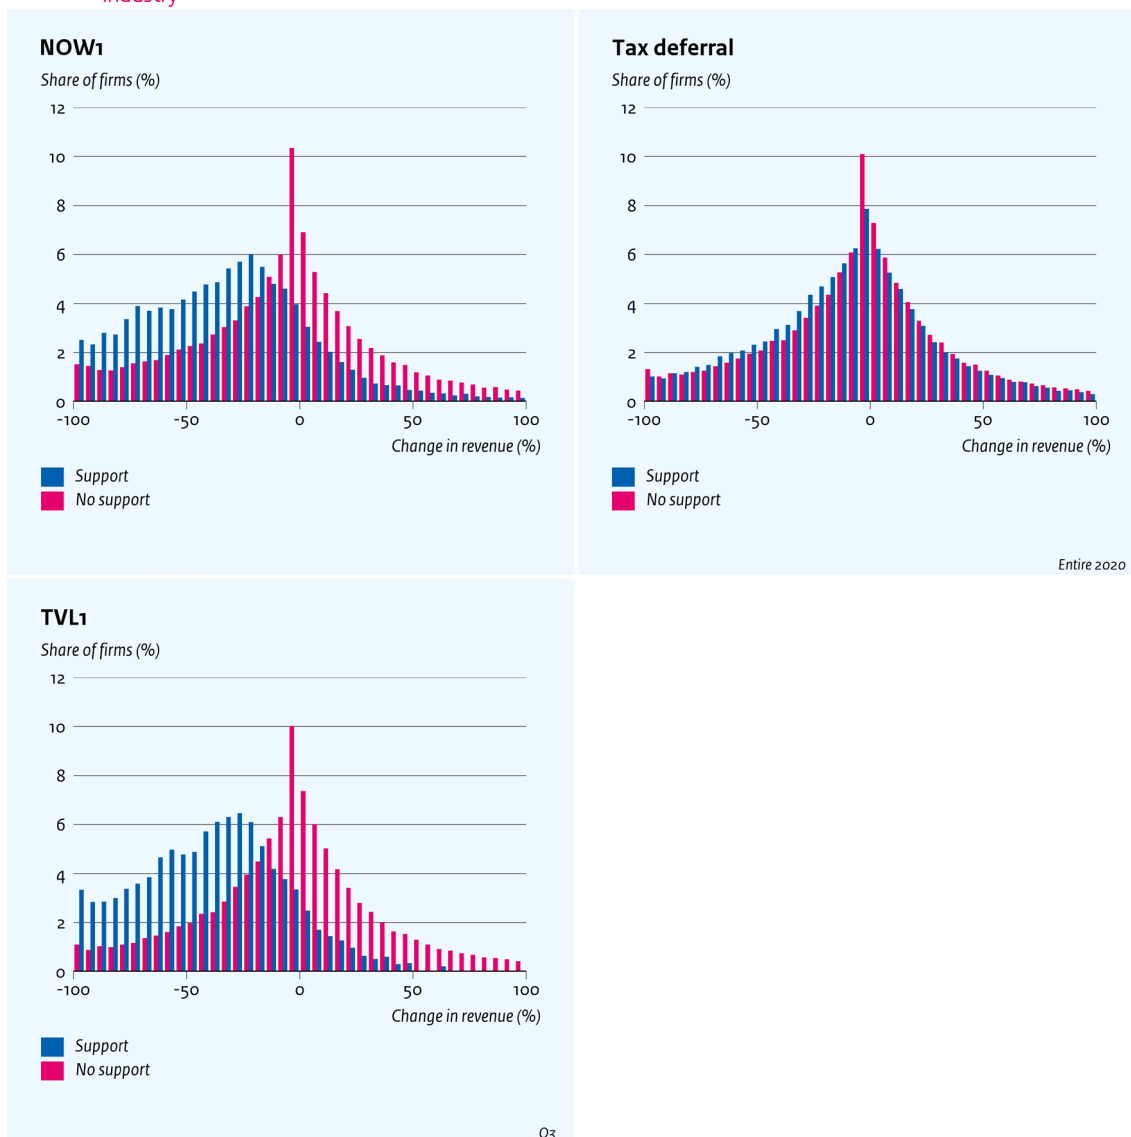 industry
NOW1
Share of firms (%)
12
10
8
6
4
2
0
-100 -50 0 50 100
Change in revenue (%)
Support
No support
Tax deferral
Share of firms (%)
12
10
8
6
4
2
0
-100 -50 0 50 100
Change in revenue (%)
Support
No support
Entire 2020
TVL1
Share of firms (%)
12
10
8
6
4
2
0
-100 -50 0 50 100
Change in revenue (%)
Support
No support
Q3